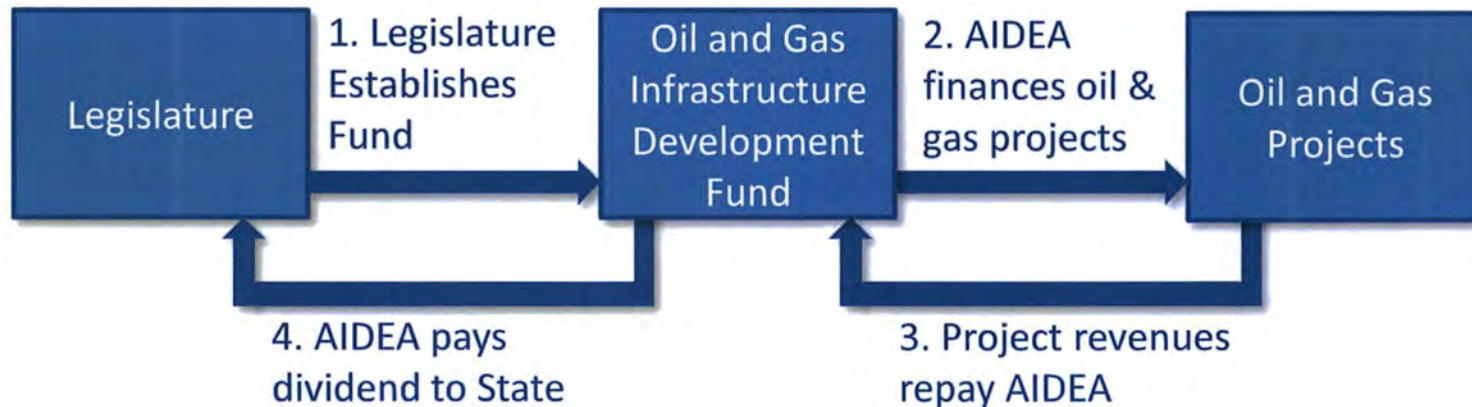 Legislature
1. Legislature
Establishes
Fund
Oil and Gas
Infrastructure
Development
Fund
2. AIDEA
finances oil &
gas projects
Oil and Gas
Projects
4. AIDEA pays
dividend to State
3. Project revenues
repay AIDEA